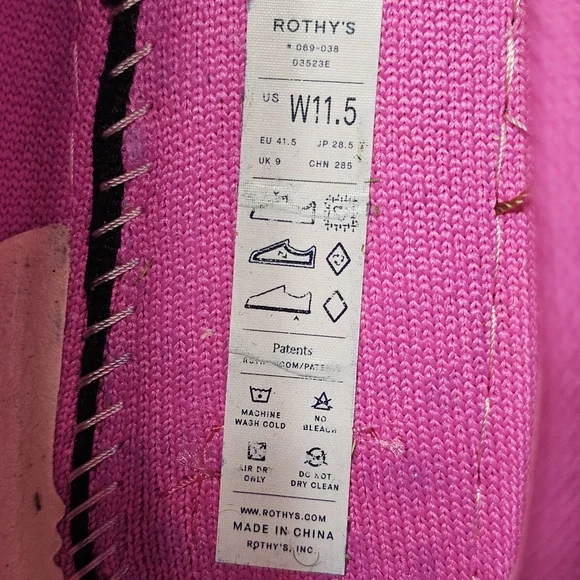 ROTHY'S
# 069-038
03523E
US W11.5
EU 41.5 JP 28.5
UK 9 CHN 285
Patents
MACHINE WASH COLD
NO BLEACH
AIR DRY ONLY
DO NOT DRY CLEAN
WWW.ROTHYS.COM
MADE IN CHINA
ROTHY'S, INC